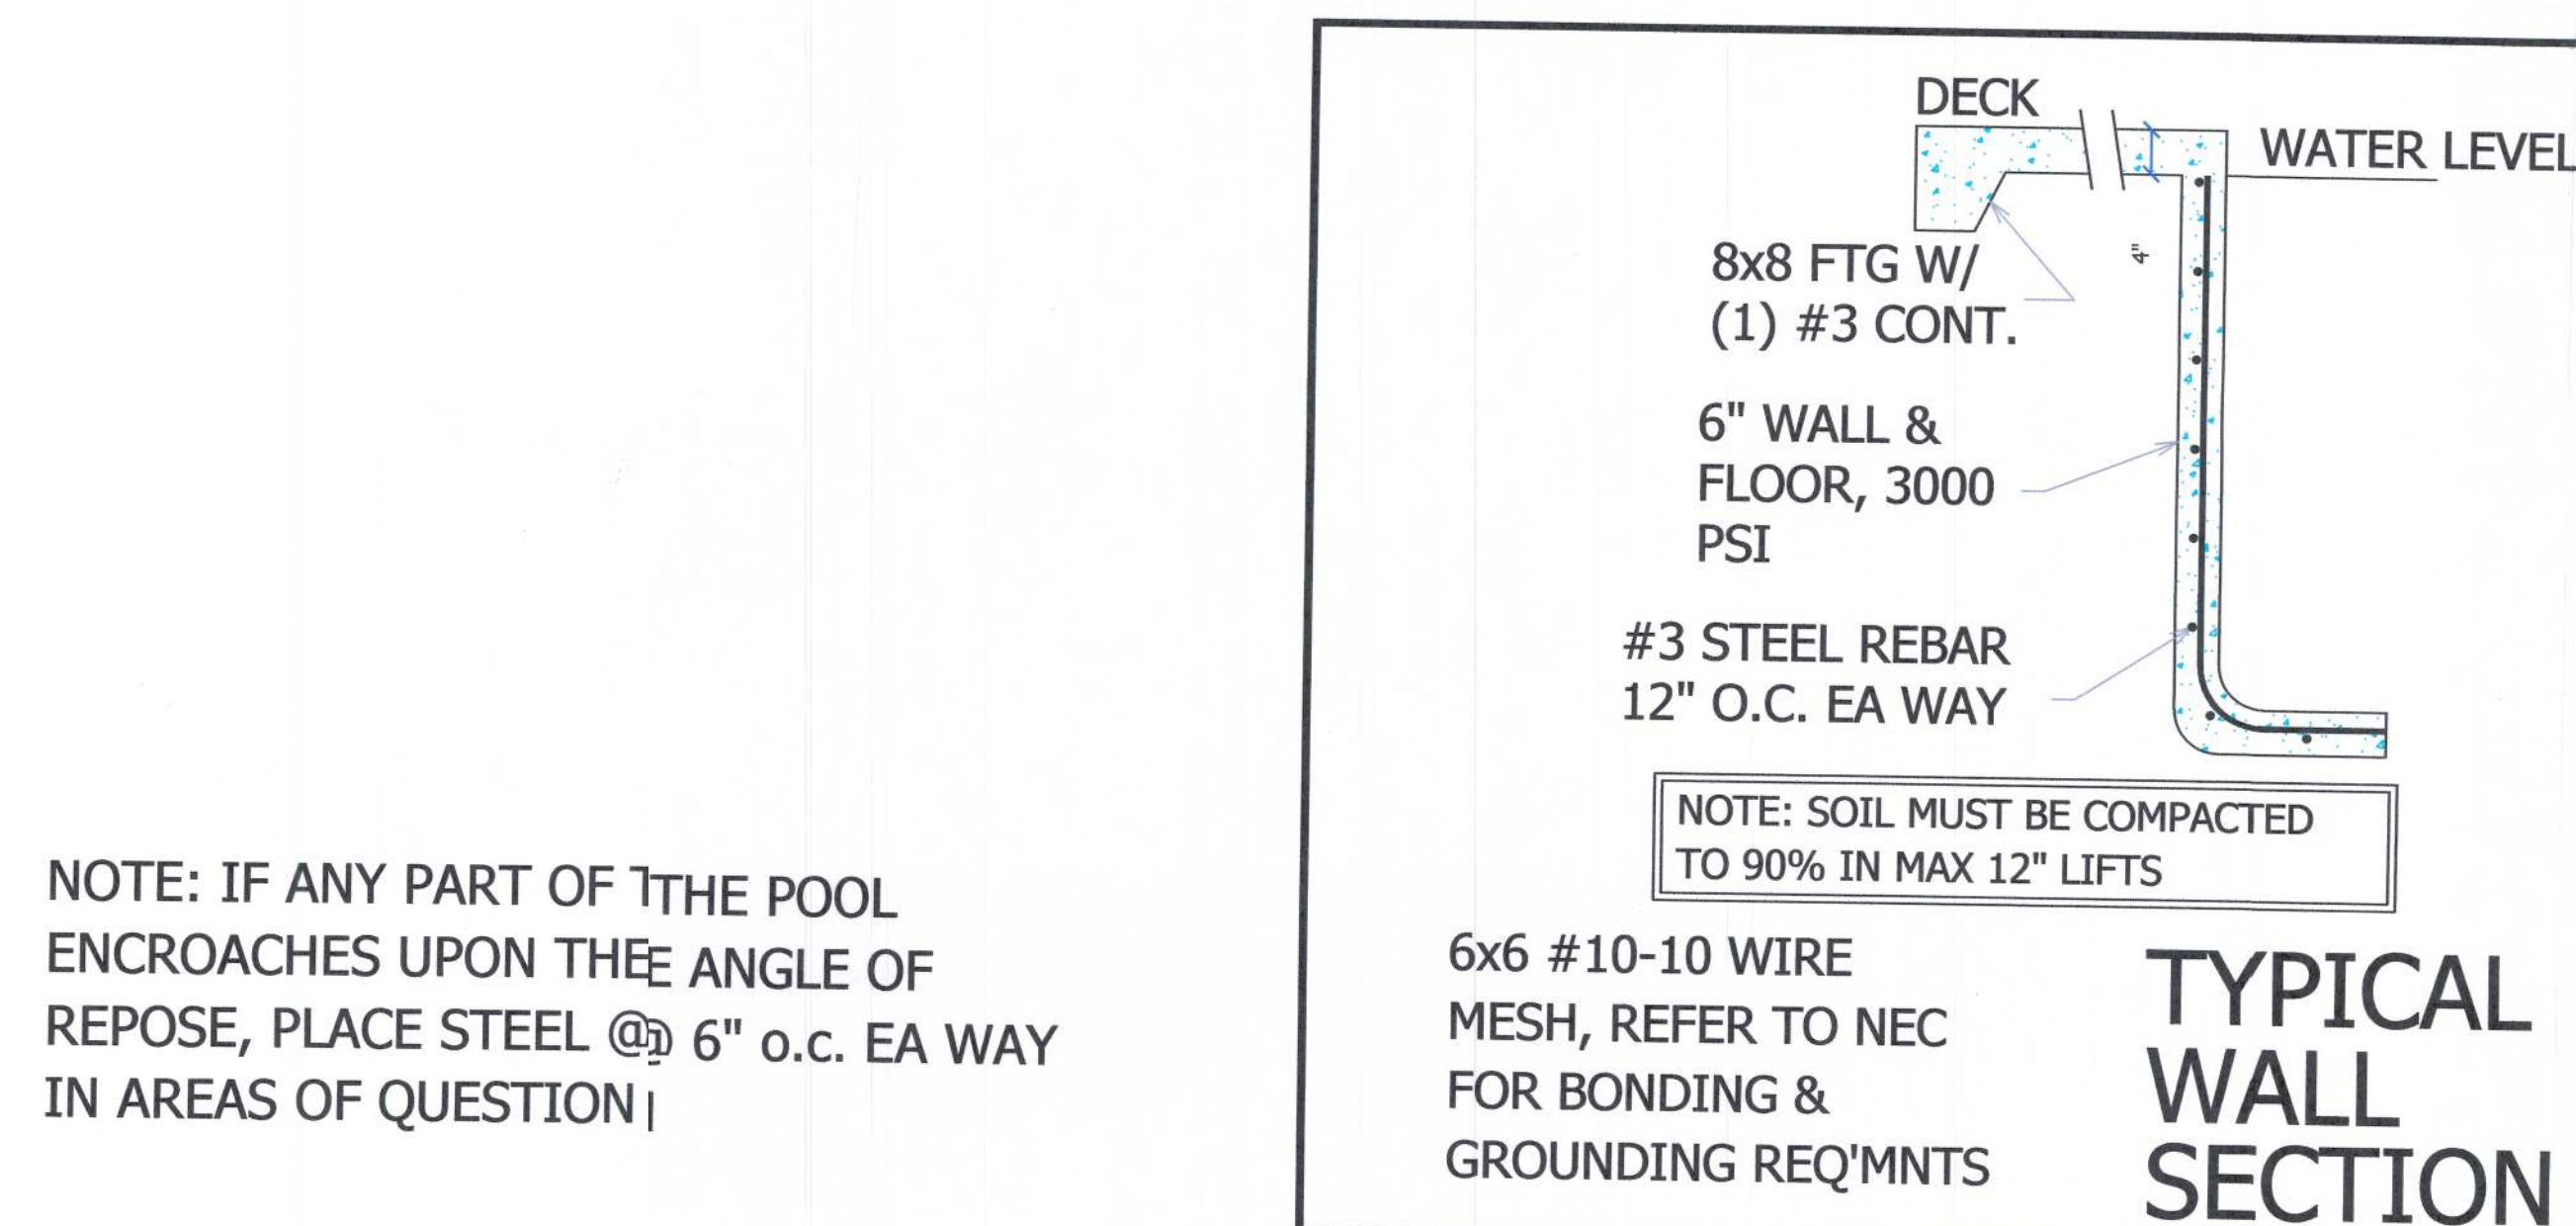 NOTE: IF ANY PART OF THE POOL
ENCROACHES UPON THE ANGLE OF
REPOSE, PLACE STEEL @ 6" o.c. EA WAY
IN AREAS OF QUESTION
DECK
WATER LEVEL
4"
8x8 FTG W/
(1) #3 CONT.
6" WALL &
FLOOR, 3000
PSI
#3 STEEL REBAR
12" O.C. EA WAY
NOTE: SOIL MUST BE COMPACTED
TO 90% IN MAX 12" LIFTS
6x6 #10-10 WIRE
MESH, REFER TO NEC
FOR BONDING &
GROUNDING REQ'MNTS
TYPICAL
WALL
SECTION